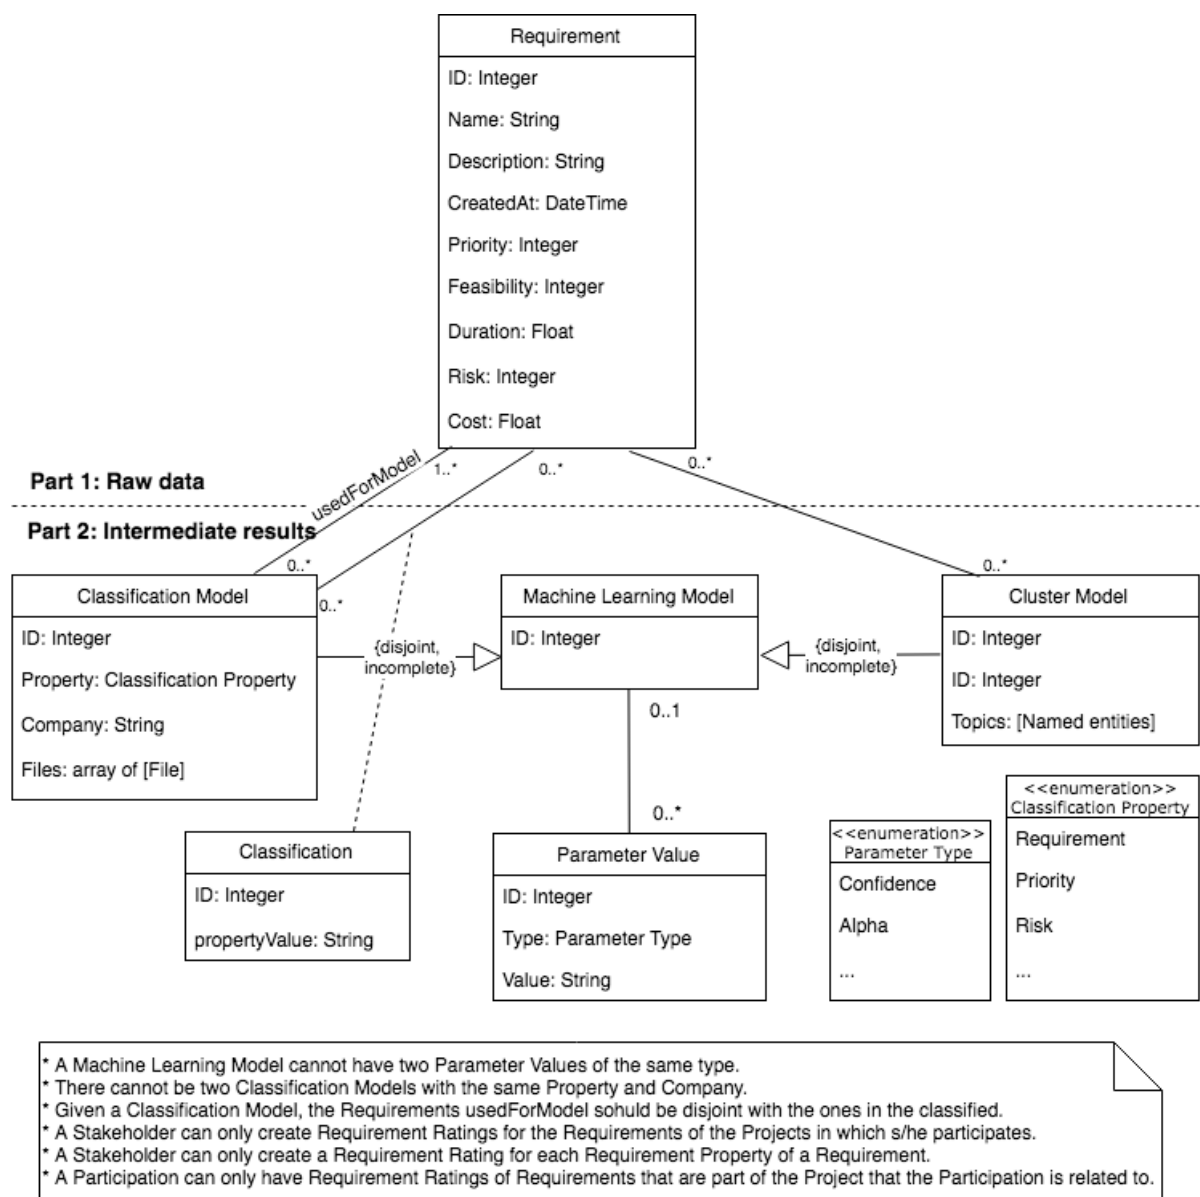 Requirement
ID: Integer
Name: String
Description: String
CreatedAt: DateTime
Priority: Integer
Feasibility: Integer
Duration: Float
Risk: Integer
Cost: Float
usedForModel
1..*
0..*
0..*
Part 1: Raw data
Part 2: Intermediate results
0..*
0..*
0..*
Classification Model
ID: Integer
Property: Classification Property
Company: String
Files: array of [File]
{disjoint,
incomplete}
Machine Learning Model
ID: Integer
{disjoint,
incomplete}
Cluster Model
ID: Integer
ID: Integer
Topics: [Named entities]
0..1
0..*
Classification
ID: Integer
propertyValue: String
Parameter Value
ID: Integer
Type: Parameter Type
Value: String
<<enumeration>>
Parameter Type
Confidence
Alpha
...
<<enumeration>>
Classification Property
Requirement
Priority
Risk
...
* A Machine Learning Model cannot have two Parameter Values of the same type.
* There cannot be two Classification Models with the same Property and Company.
* Given a Classification Model, the Requirements usedForModel sohuld be disjoint with the ones in the classified.
* A Stakeholder can only create Requirement Ratings for the Requirements of the Projects in which s/he participates.
* A Stakeholder can only create a Requirement Rating for each Requirement Property of a Requirement.
* A Participation can only have Requirement Ratings of Requirements that are part of the Project that the Participation is related to.